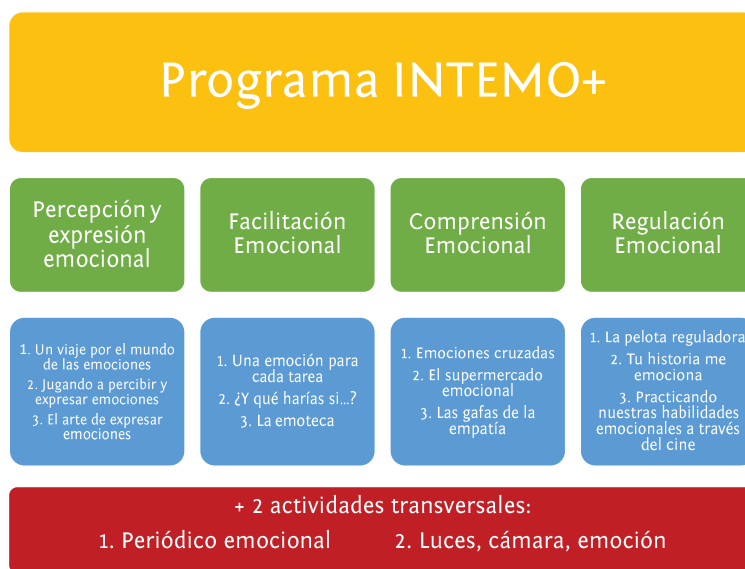 Programa INTEMO+
Percepción y
expresión
emocional
Facilitación
Emocional
Comprensión
Emocional
Regulación
Emocional
1. Un viaje por el mundo
de las emociones
2. Jugando a percibir y
expresar emociones
3. El arte de expresar
emociones
1. Una emoción para
cada tarea
2. ¿Y qué harías si...?
3. La emoteca
1. Emociones cruzadas
2. El supermercado
emocional
3. Las gafas de la
empatía
1. La pelota reguladora
2. Tu historia me
emociona
3. Practicando
nuestras habilidades
emocionales a través
del cine
+ 2 actividades transversales:
1. Periódico emocional 2. Luces, cámara, emoción